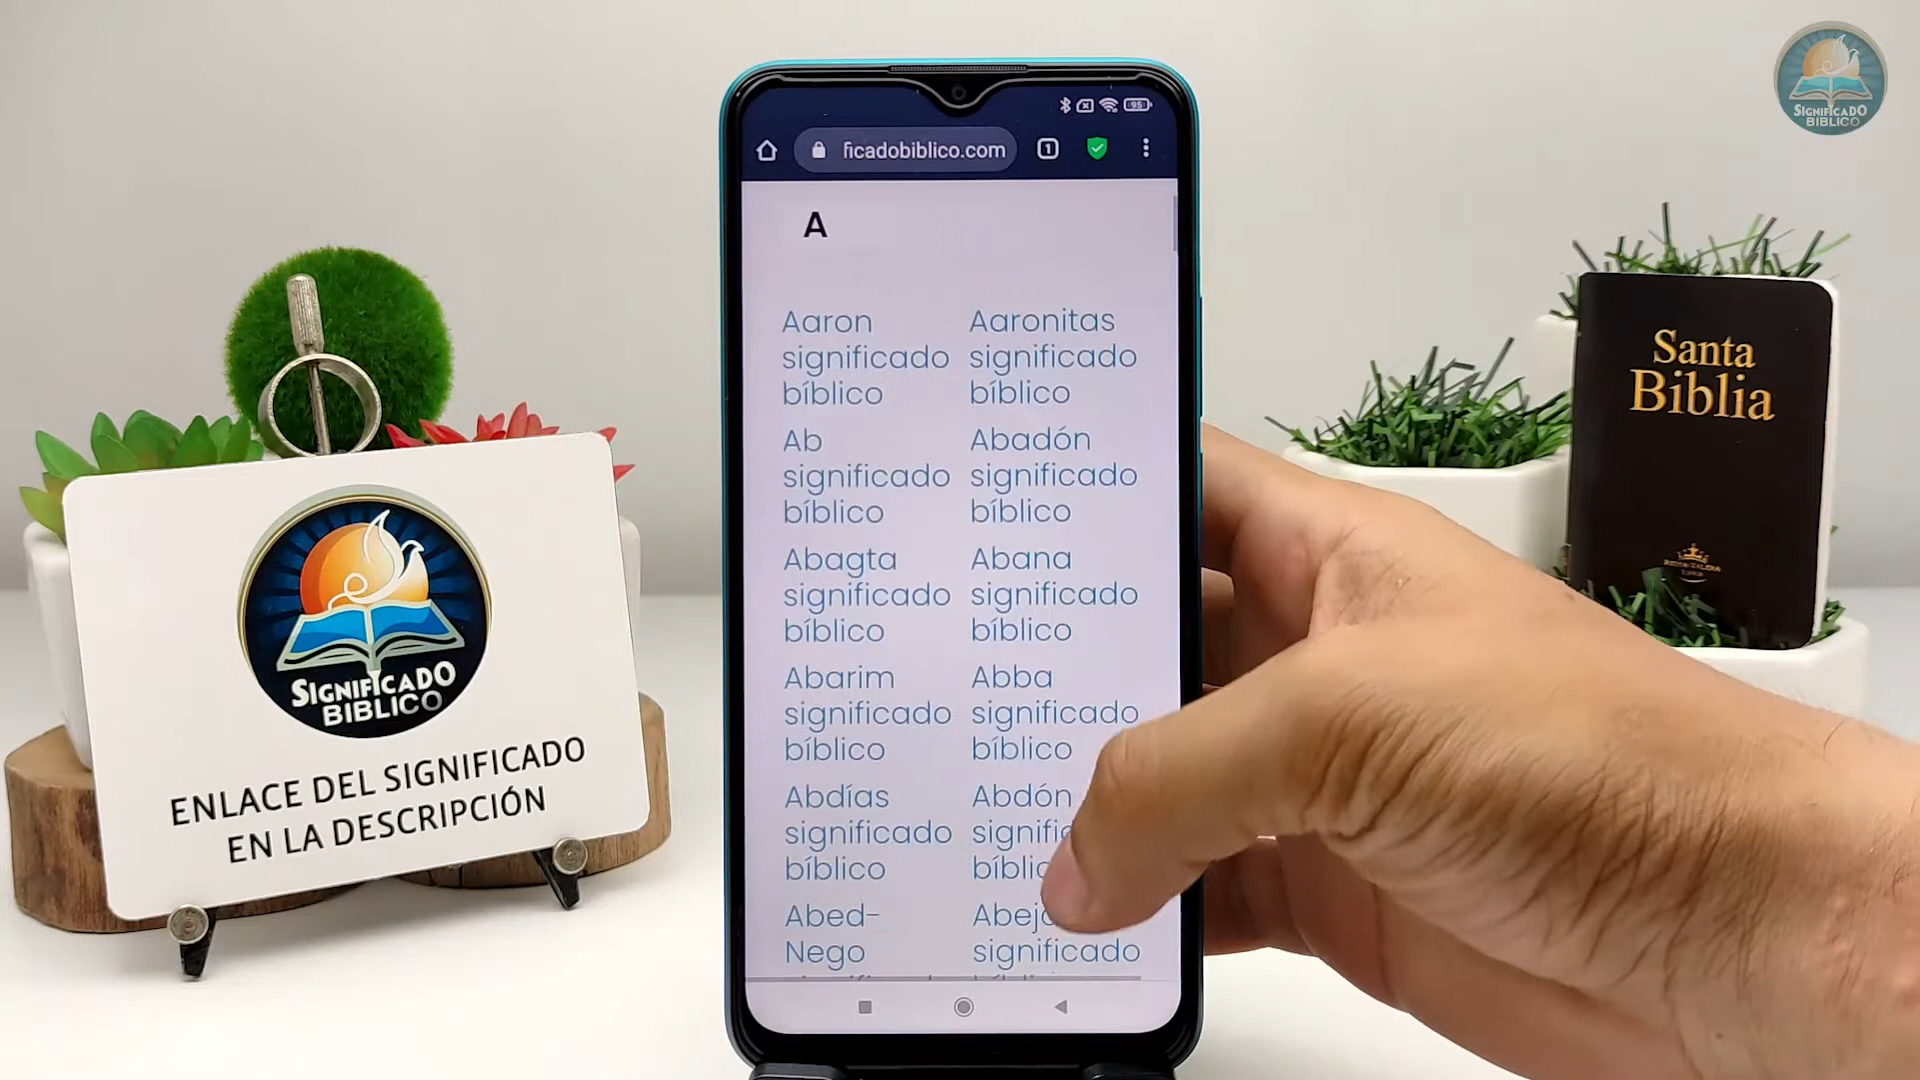 SIGNIFICADO
BIBLICO
95
ficadobiblico.com
1
A
Aaron
significado
bíblico
Aaronitas
significado
bíblico
Ab
significado
bíblico
Abadón
significado
bíblico
Abagta
significado
bíblico
Abana
significado
bíblico
Abarim
significado
bíblico
Abba
significado
bíblico
Abdías
significado
bíblico
Abdón
Abed-
Nego
significado
SIGNIFICADO
BIBLICO
ENLACE DEL SIGNIFICADO
EN LA DESCRIPCIÓN
Santa
Biblia